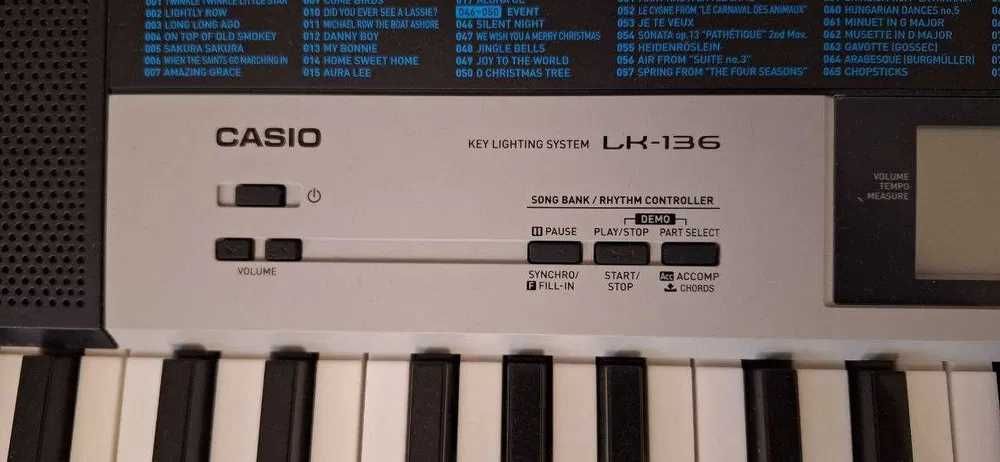 001 TWINKLE TWINKLE LITTLE STAR
002 LIGHTLY ROW
003 LONG LONG AGO
004 ON TOP OF OLD SMOKEY
005 SAKURA SAKURA
006 WHEN THE SAINTS GO MARCHING IN
007 AMAZING GRACE
010 DID YOU EVER SEE A LASSIE?
011 MICHAEL ROW THE BOAT ASHORE
012 DANNY BOY
013 MY BONNIE
014 HOME SWEET HOME
015 AURA LEE
046-050 EVENT
046 SILENT NIGHT
047 WE WISH YOU A MERRY CHRISTMAS
048 JINGLE BELLS
049 JOY TO THE WORLD
050 O CHRISTMAS TREE
052 LE CYGNE FROM "LE CARNAVAL DES ANIMAUX"
053 JE TE VEUX
054 SONATA op.13 "PATHÉTIQUE" 2nd Mov.
055 HEIDENRÖSLEIN
056 AIR FROM "SUITE no.3"
057 SPRING FROM "THE FOUR SEASONS"
060 HUNGARIAN DANCES no.5
061 MINUET IN G MAJOR
062 MUSETTE IN D MAJOR
063 GAVOTTE (GOSSEC)
064 ARABESQUE (BURGMÜLLER)
065 CHOPSTICKS
CASIO
KEY LIGHTING SYSTEM LK-136
VOLUME
TEMPO
MEASURE
SONG BANK / RHYTHM CONTROLLER
DEMO
PAUSE PLAY/STOP PART SELECT
VOLUME
SYNCHRO/
F FILL-IN
START/
STOP
Acc ACCOMP
CHORDS